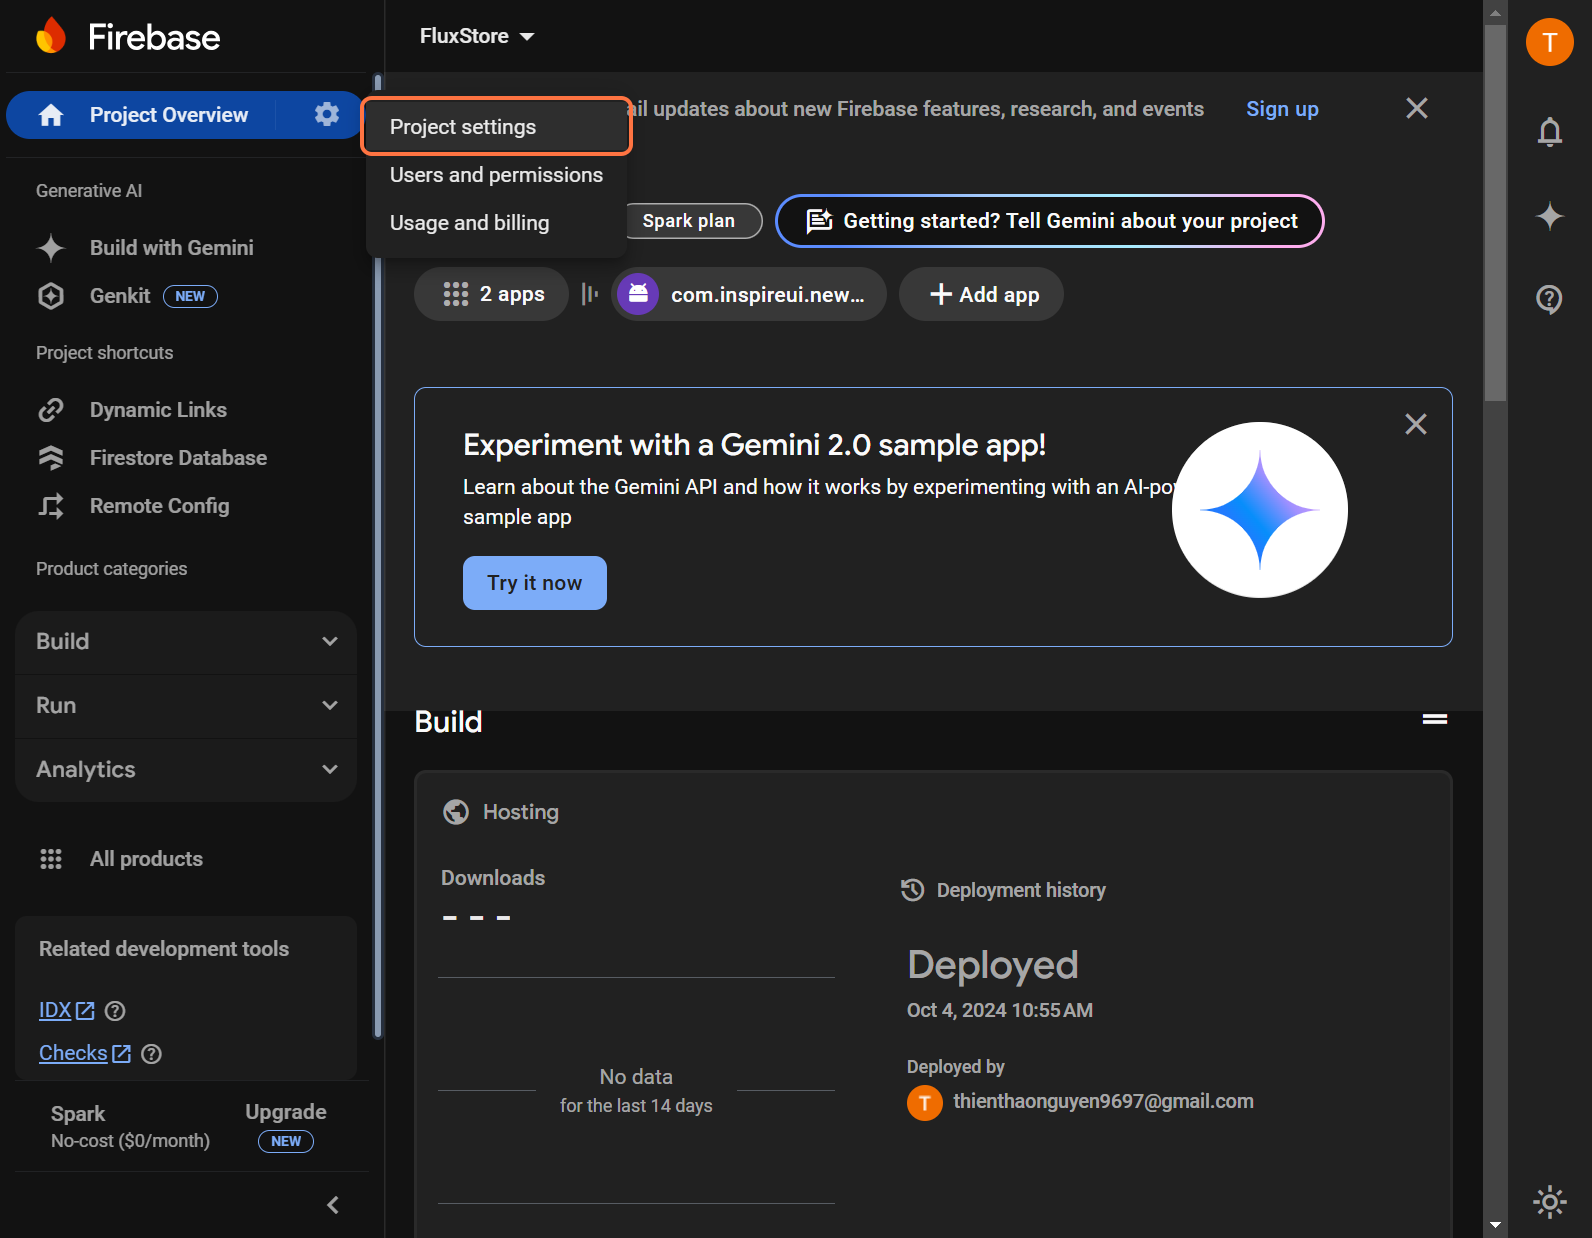 Firebase
Project Overview
Generative AI
Build with Gemini
Genkit NEW
Project shortcuts
Dynamic Links
Firestore Database
Remote Config
Product categories
Build
Run
Analytics
All products
Related development tools
IDX
Checks
Spark
No-cost ($0/month)
Upgrade
NEW
FluxStore
Project settings
Users and permissions
Usage and billing
updates about new Firebase features, research, and events Sign up
Spark plan
Getting started? Tell Gemini about your project
2 apps
com.inspireui.new...
Add app
Experiment with a Gemini 2.0 sample app!
Learn about the Gemini API and how it works by experimenting with an AI-po
sample app
Try it now
Build
Hosting
Downloads
- - -
No data
for the last 14 days
Deployment history
Deployed
Oct 4, 2024 10:55 AM
Deployed by
T thienthaonguyen9697@gmail.com
T